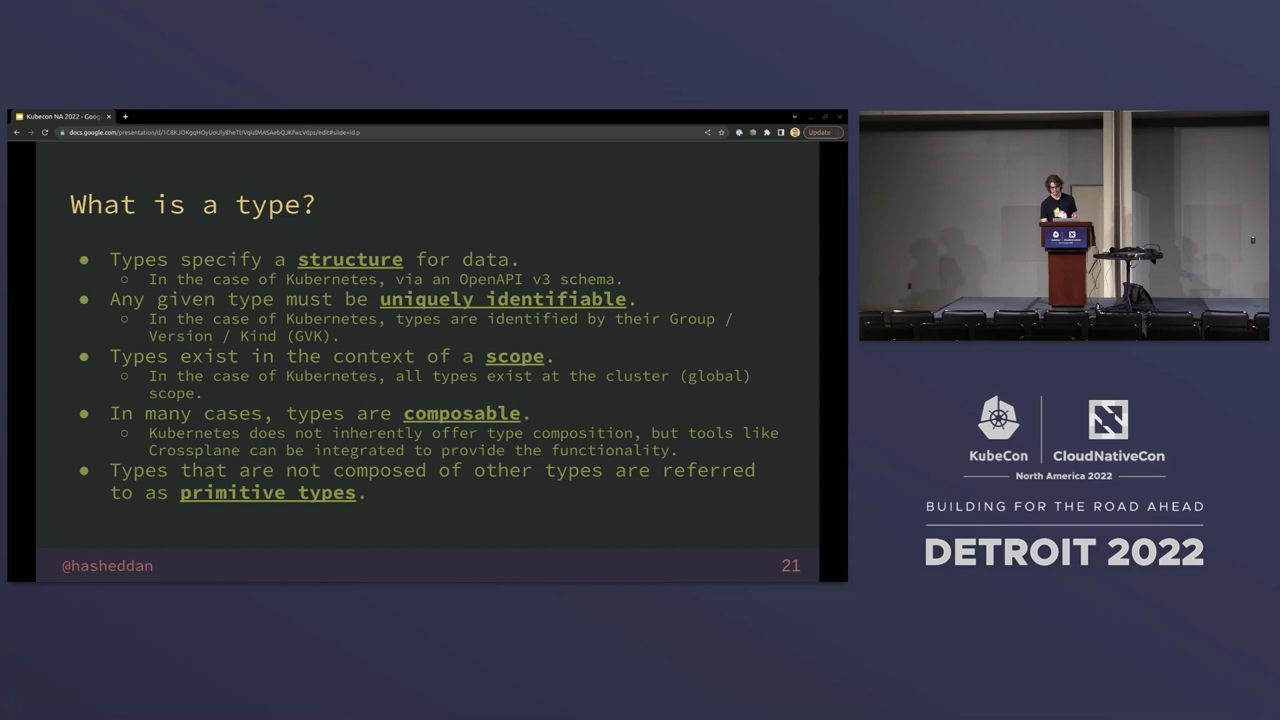 Kubecon NA 2022 - Goog
Update
What is a type?
● Types specify a structure for data.
○ In the case of Kubernetes, via an OpenAPI v3 schema.
● Any given type must be uniquely identifiable.
○ In the case of Kubernetes, types are identified by their Group /
Version / Kind (GVK).
● Types exist in the context of a scope.
○ In the case of Kubernetes, all types exist at the cluster (global)
scope.
● In many cases, types are composable.
○ Kubernetes does not inherently offer type composition, but tools like
Crossplane can be integrated to provide the functionality.
● Types that are not composed of other types are referred
to as primitive types.
@hasheddan
21
KubeCon
CloudNativeCon
North America 2022
BUILDING FOR THE ROAD AHEAD
DETROIT 2022